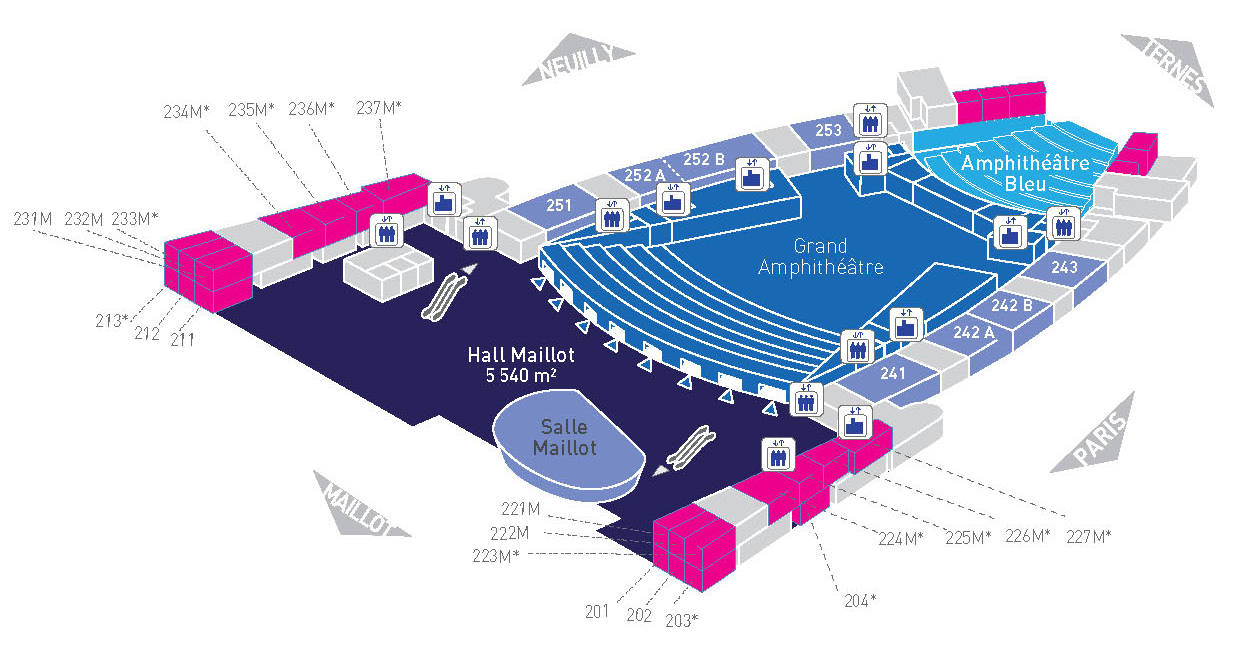 NEUILLY
TERNES
234M* 235M* 236M* 237M*
253
252 B
252 A
Amphithéâtre
Bleu
251
231M 232M 233M*
Grand
Amphithéâtre
243
242 B
242 A
213* 212 211
Hall Maillot
5 540 m²
241
Salle
Maillot
PARIS
MAILLOT
221M
222M
223M*
224M* 225M* 226M* 227M*
201 202 203*
204*